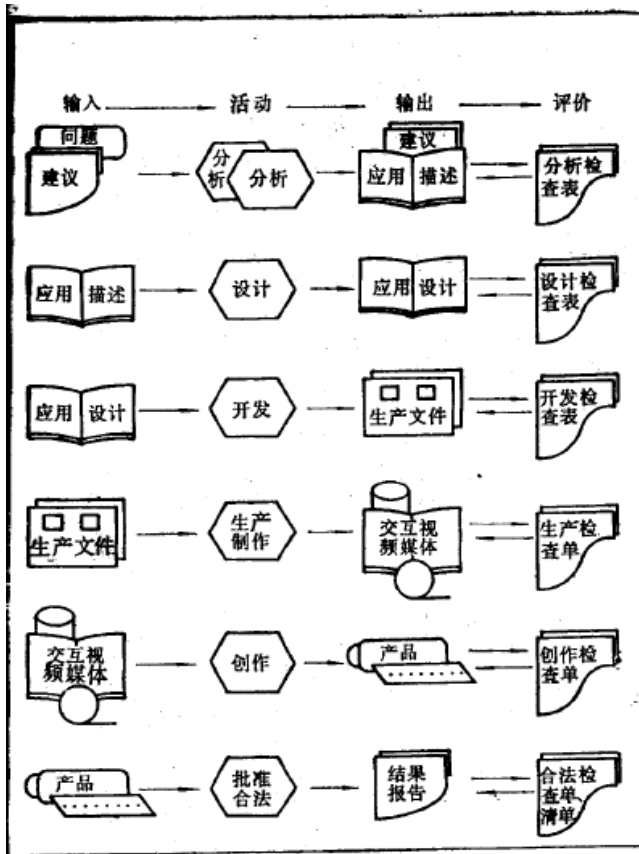 输入 活动 输出 评价
问题
建议
分
析
分析
建议
应用 描述
分析检
查表
应用 描述
设计
应用 设计
设计检
查表
应用 设计
开发
生产文件
开发检
查表
生产文件
生产
制作
交互视
频媒体
生产检
查单
交互视
频媒体
创作
产品
创作检
查单
产品
批准
合法
结果
报告
合法检
查单
清单